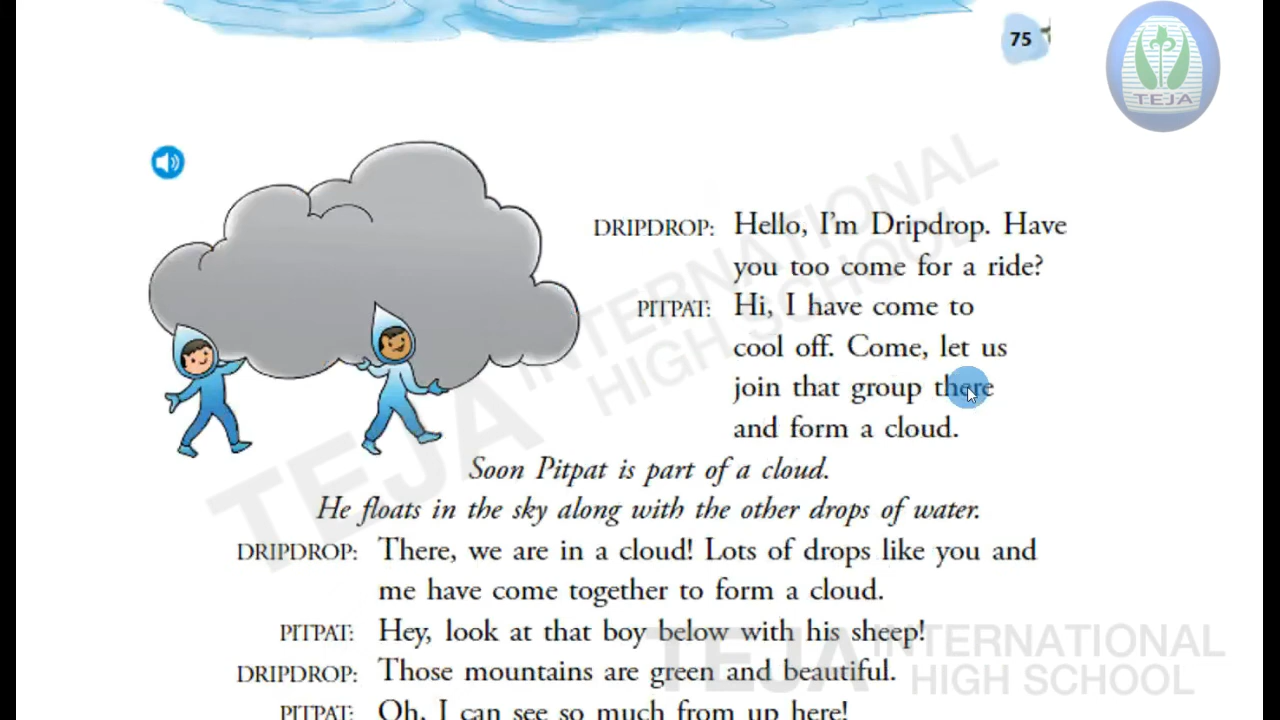 75
TEJA
DRIPDROP: Hello, I'm Dripdrop. Have
you too come for a ride?
PITPAT: Hi, I have come to
cool off. Come, let us
join that group there
and form a cloud.
Soon Pitpat is part of a cloud.
He floats in the sky along with the other drops of water.
DRIPDROP: There, we are in a cloud! Lots of drops like you and
me have come together to form a cloud.
PITPAT: Hey, look at that boy below with his sheep!
DRIPDROP: Those mountains are green and beautiful.
PITPAT: Oh, I can see so much from up here!
TEJA INTERNATIONAL
HIGH SCHOOL
TEJA INTERNATIONAL
HIGH SCHOOL